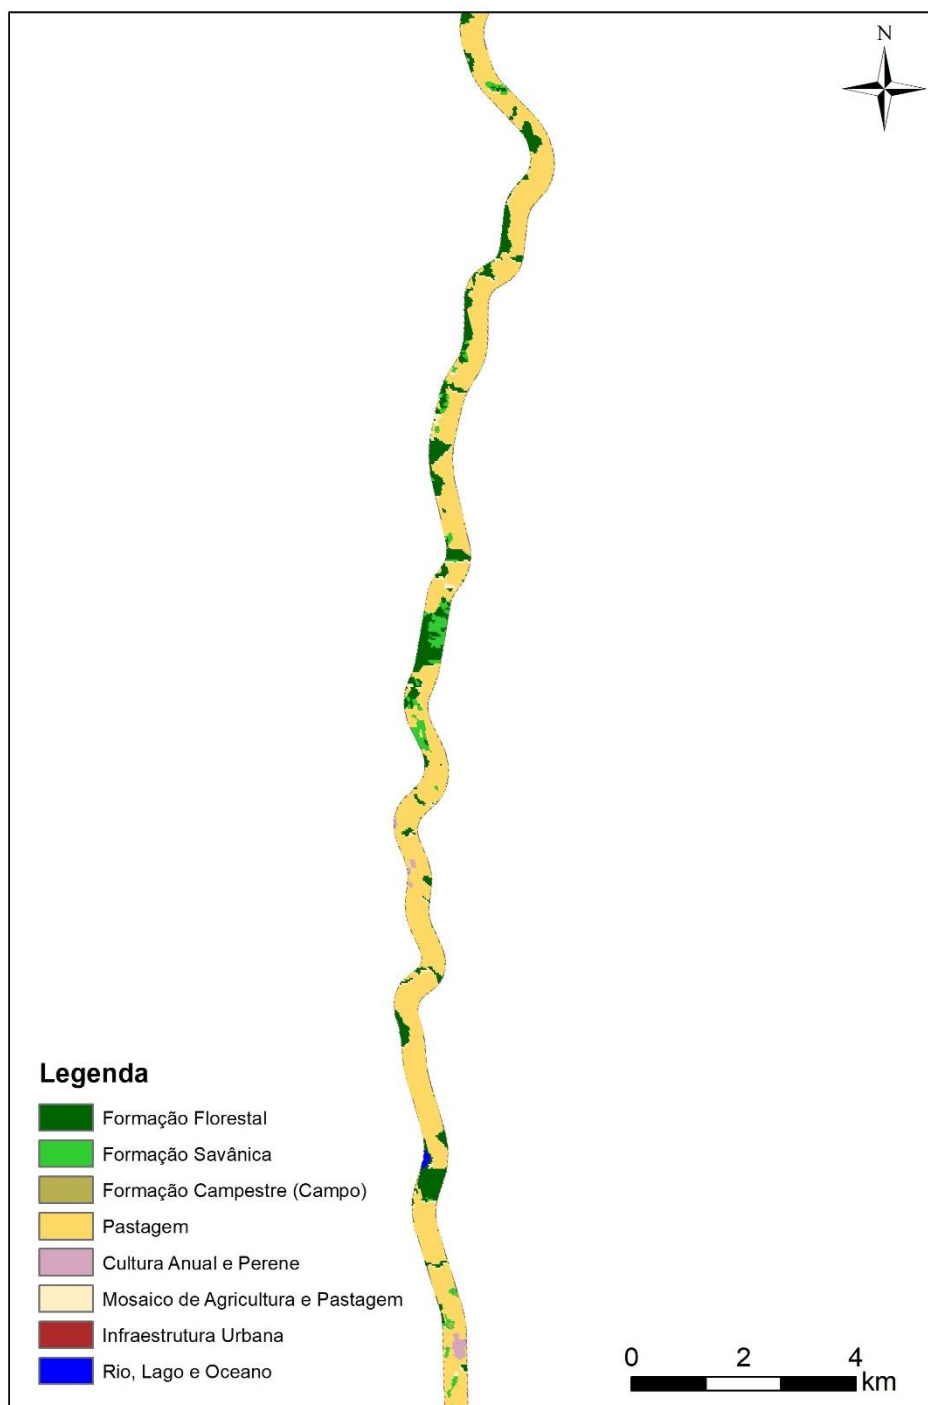 N
Legenda
Formação Florestal
Formação Savânica
Formação Campestre (Campo)
Pastagem
Cultura Anual e Perene
Mosaico de Agricultura e Pastagem
Infraestrutura Urbana
Rio, Lago e Oceano
0 2 4
km